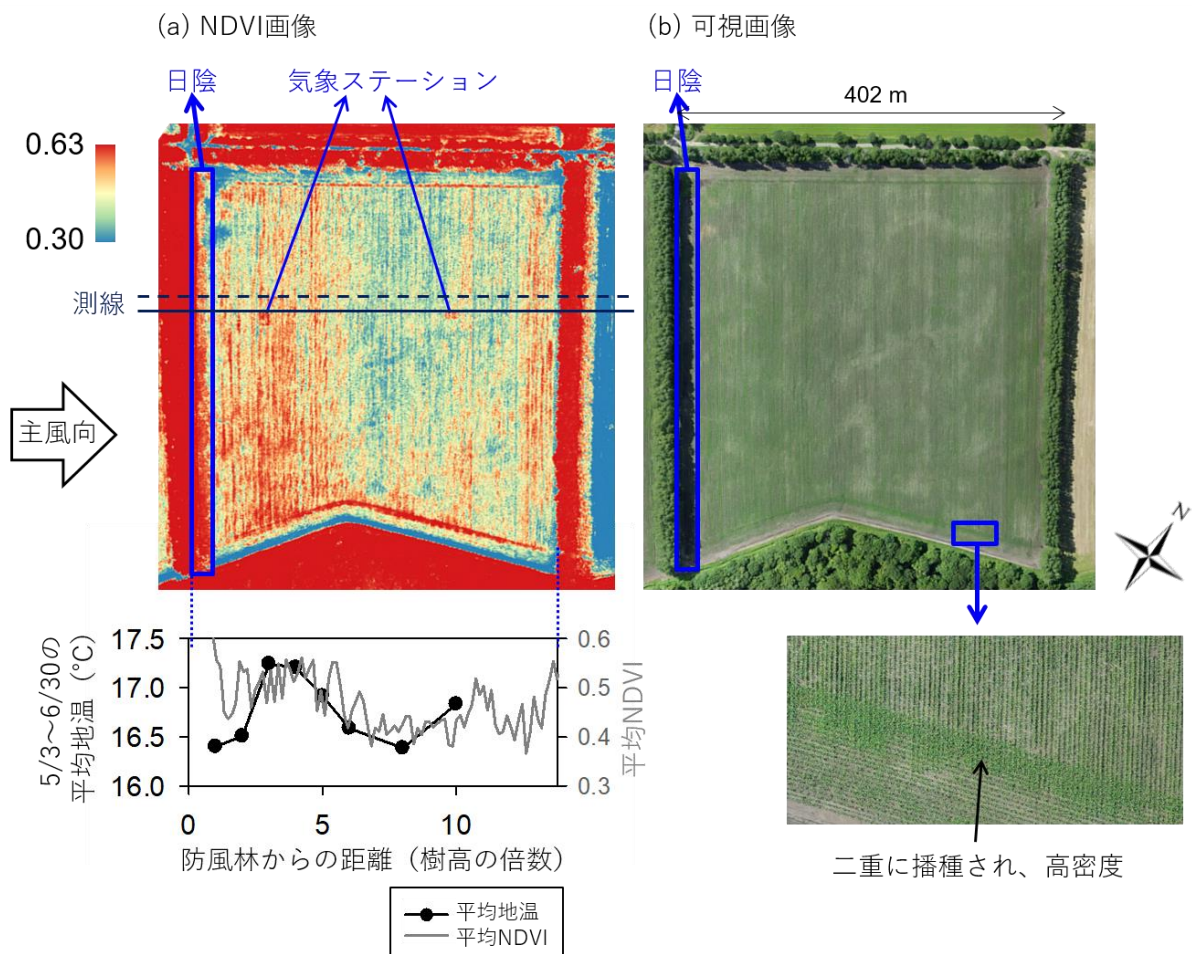 (a) NDVI画像
(b) 可視画像
日陰
気象ステーション
日陰
402 m
0.63
0.30
測線
主風向
N
5/3～6/30の
平均地温（℃）
17.5
17.0
16.5
16.0
0.6
0.5
0.4
0.3
平均NDVI
0
5
10
防風林からの距離（樹高の倍数）
平均地温
平均NDVI
二重に播種され、高密度